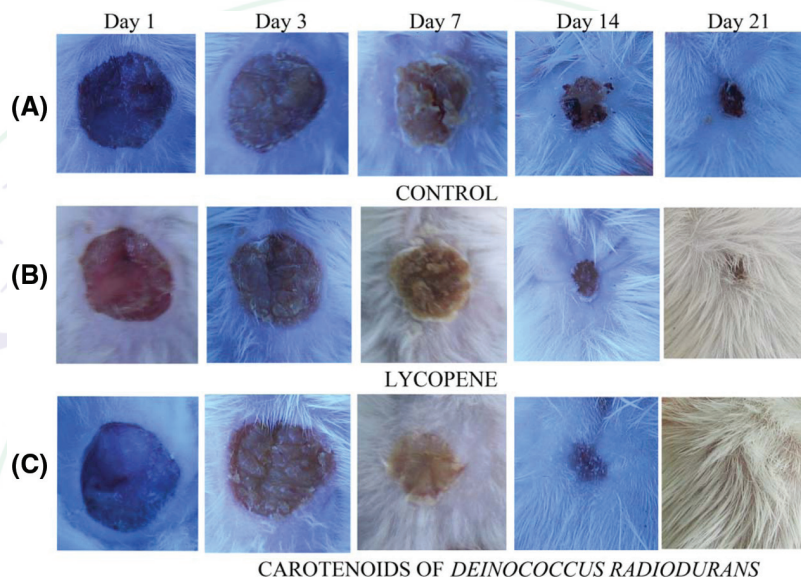 Day 1 Day 3 Day 7 Day 14 Day 21
(A)
CONTROL
(B)
LYCOPENE
(C)
CAROTENOIDS OF DEINOCOCCUS RADIODURANS